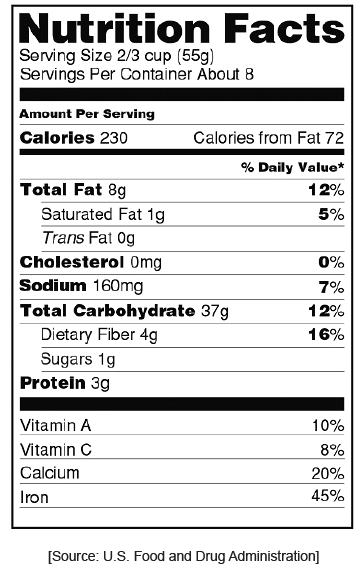 Nutrition Facts
Serving Size 2/3 cup (55g)
Servings Per Container About 8
Amount Per Serving
Calories 230 Calories from Fat 72
% Daily Value*
Total Fat 8g 12%
Saturated Fat 1g 5%
Trans Fat 0g
Cholesterol 0mg 0%
Sodium 160mg 7%
Total Carbohydrate 37g 12%
Dietary Fiber 4g 16%
Sugars 1g
Protein 3g
Vitamin A 10%
Vitamin C 8%
Calcium 20%
Iron 45%
[Source: U.S. Food and Drug Administration]